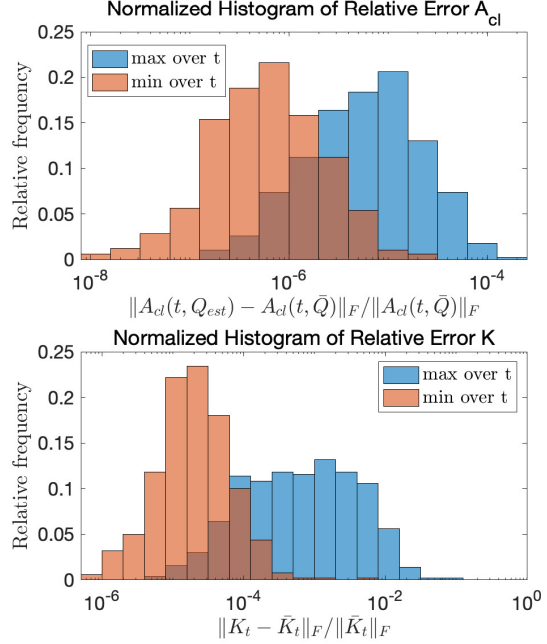 Normalized Histogram of Relative Error A_cl
max over t
min over t
Relative frequency
0.25
0.2
0.15
0.1
0.05
0
10^-8
10^-6
10^-4
‖A_cl(t, Q_est) − A_cl(t, Q̄)‖_F/‖A_cl(t, Q̄)‖_F
Normalized Histogram of Relative Error K
max over t
min over t
Relative frequency
0.25
0.2
0.15
0.1
0.05
0
10^-6
10^-4
10^-2
10^0
‖K_t − K̄_t‖_F/‖K̄_t‖_F